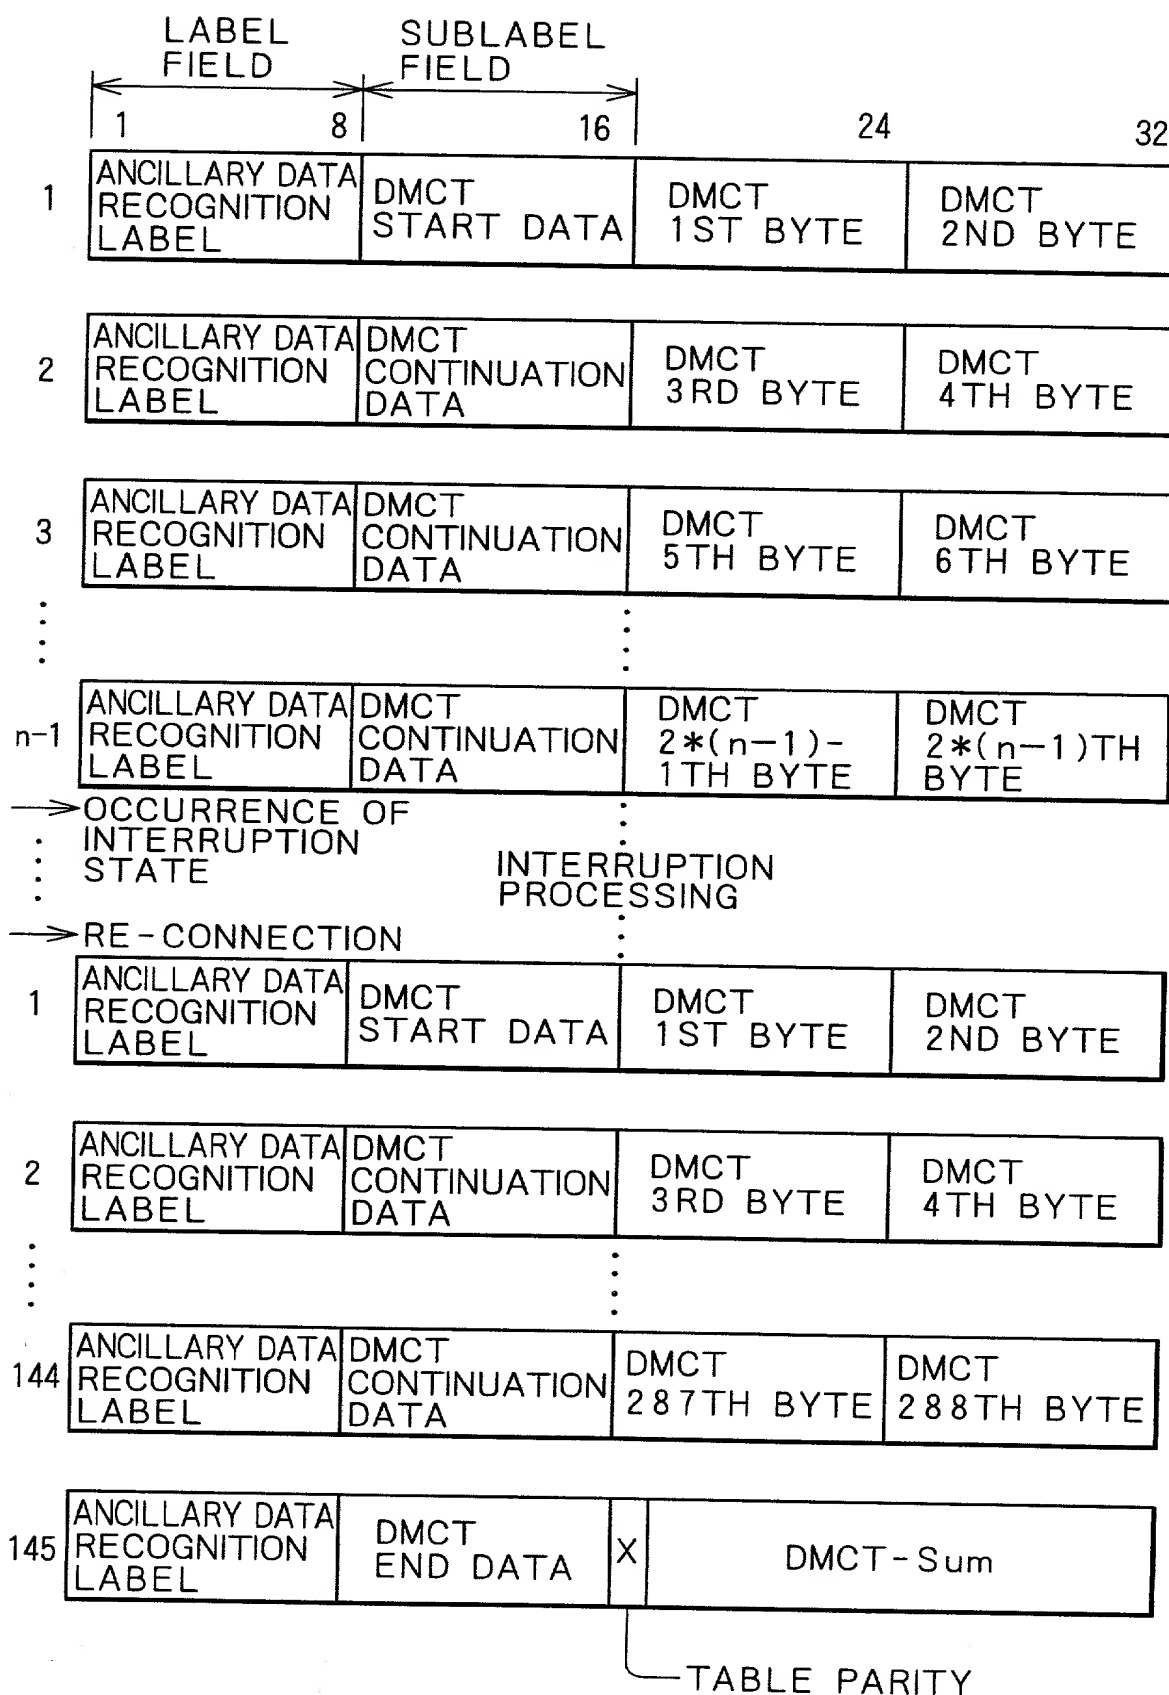 LABEL FIELD
SUBLABEL FIELD
1 8 16 24 32
1
ANCILLARY DATA
RECOGNITION
LABEL
DMCT
START DATA
DMCT
1ST BYTE
DMCT
2ND BYTE
2
ANCILLARY DATA
RECOGNITION
LABEL
DMCT
CONTINUATION
DATA
DMCT
3RD BYTE
DMCT
4TH BYTE
3
ANCILLARY DATA
RECOGNITION
LABEL
DMCT
CONTINUATION
DATA
DMCT
5TH BYTE
DMCT
6TH BYTE
n-1
ANCILLARY DATA
RECOGNITION
LABEL
DMCT
CONTINUATION
DATA
DMCT
2*(n-1)-
1TH BYTE
DMCT
2*(n-1)TH
BYTE
OCCURRENCE OF
INTERRUPTION
STATE
INTERRUPTION
PROCESSING
RE-CONNECTION
1
ANCILLARY DATA
RECOGNITION
LABEL
DMCT
START DATA
DMCT
1ST BYTE
DMCT
2ND BYTE
2
ANCILLARY DATA
RECOGNITION
LABEL
DMCT
CONTINUATION
DATA
DMCT
3RD BYTE
DMCT
4TH BYTE
144
ANCILLARY DATA
RECOGNITION
LABEL
DMCT
CONTINUATION
DATA
DMCT
287TH BYTE
DMCT
288TH BYTE
145
ANCILLARY DATA
RECOGNITION
LABEL
DMCT
END DATA
X
DMCT-Sum
TABLE PARITY